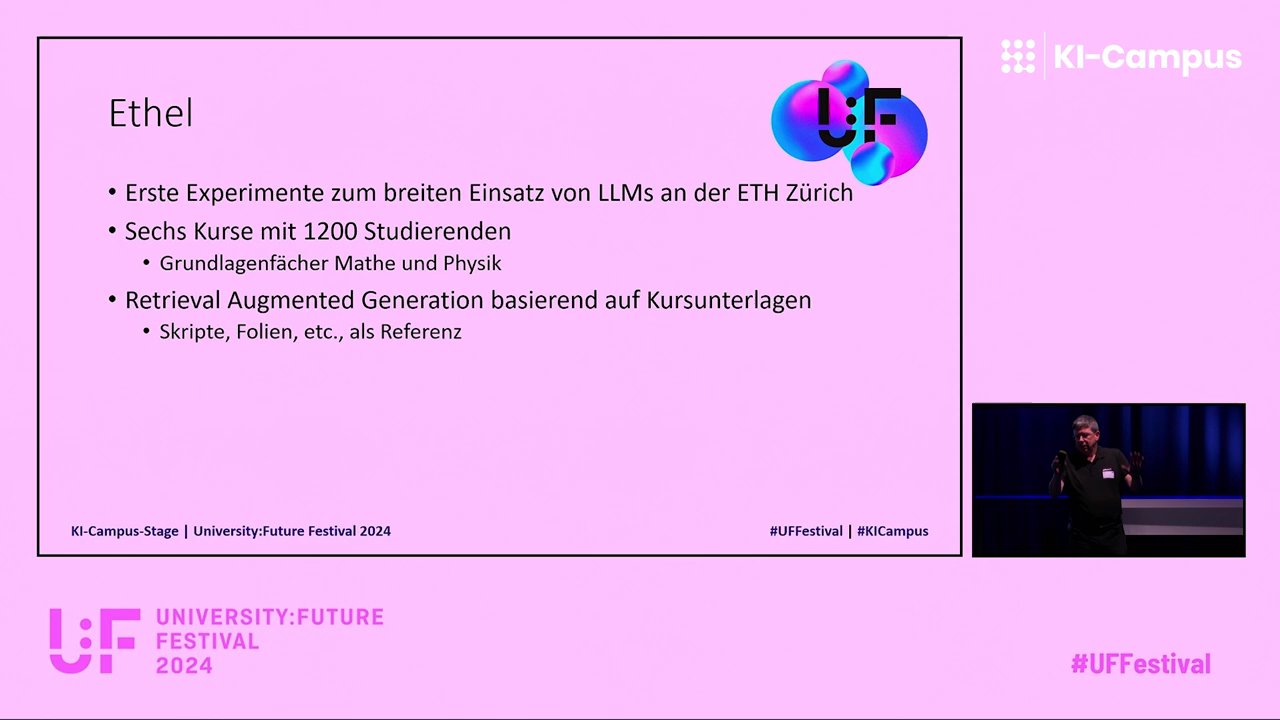 KI-Campus
Ethel
U:F
• Erste Experimente zum breiten Einsatz von LLMs an der ETH Zürich
• Sechs Kurse mit 1200 Studierenden
• Grundlagenfächer Mathe und Physik
• Retrieval Augmented Generation basierend auf Kursunterlagen
• Skripte, Folien, etc., als Referenz
KI-Campus-Stage | University:Future Festival 2024
#UFFestival | #KICampus
U:F
UNIVERSITY:FUTURE
FESTIVAL
2024
#UFFestival